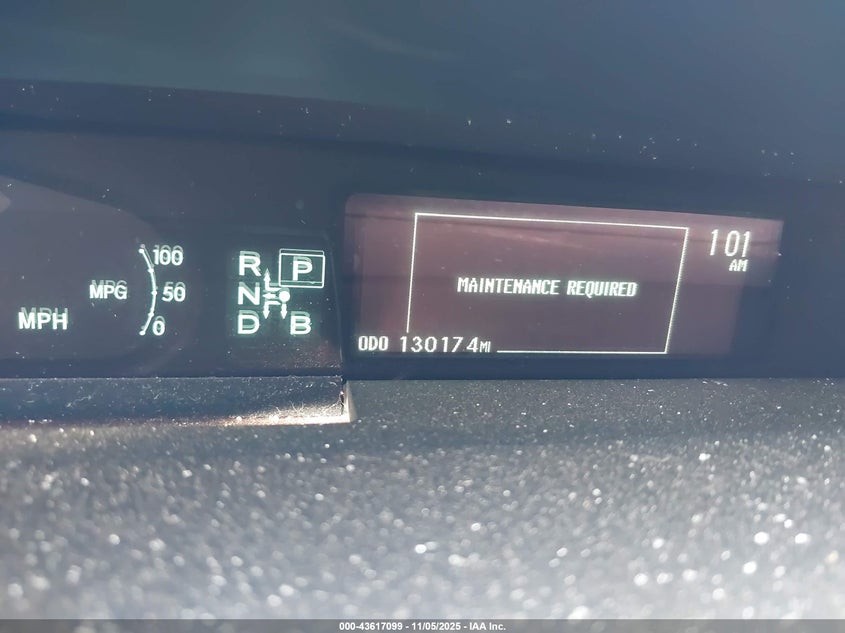 101
AM
100
R P
MPG 50
N
MAINTENANCE REQUIRED
MPH 0
D B
ODO 130174MI
000-43617099 - 11/05/2025 - IAA Inc.